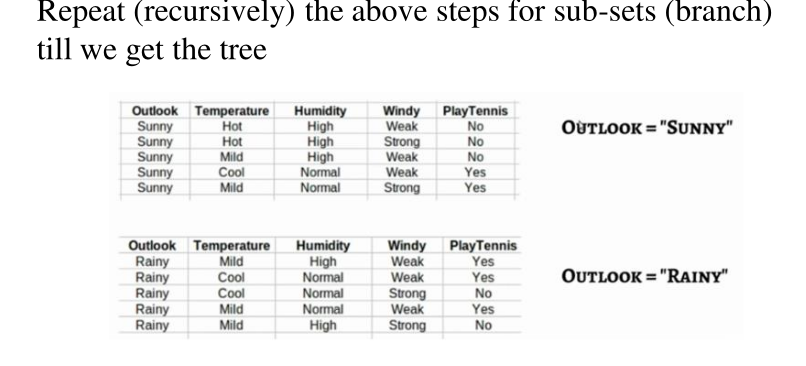 Repeat (recursively) the above steps for sub-sets (branch)
till we get the tree
Outlook Temperature Humidity Windy PlayTennis
Sunny Hot High Weak No
Sunny Hot High Strong No
Sunny Mild High Weak No
Sunny Cool Normal Weak Yes
Sunny Mild Normal Strong Yes
OUTLOOK = "SUNNY"
Outlook Temperature Humidity Windy PlayTennis
Rainy Mild High Weak Yes
Rainy Cool Normal Weak Yes
Rainy Cool Normal Strong No
Rainy Mild Normal Weak Yes
Rainy Mild High Strong No
OUTLOOK = "RAINY"